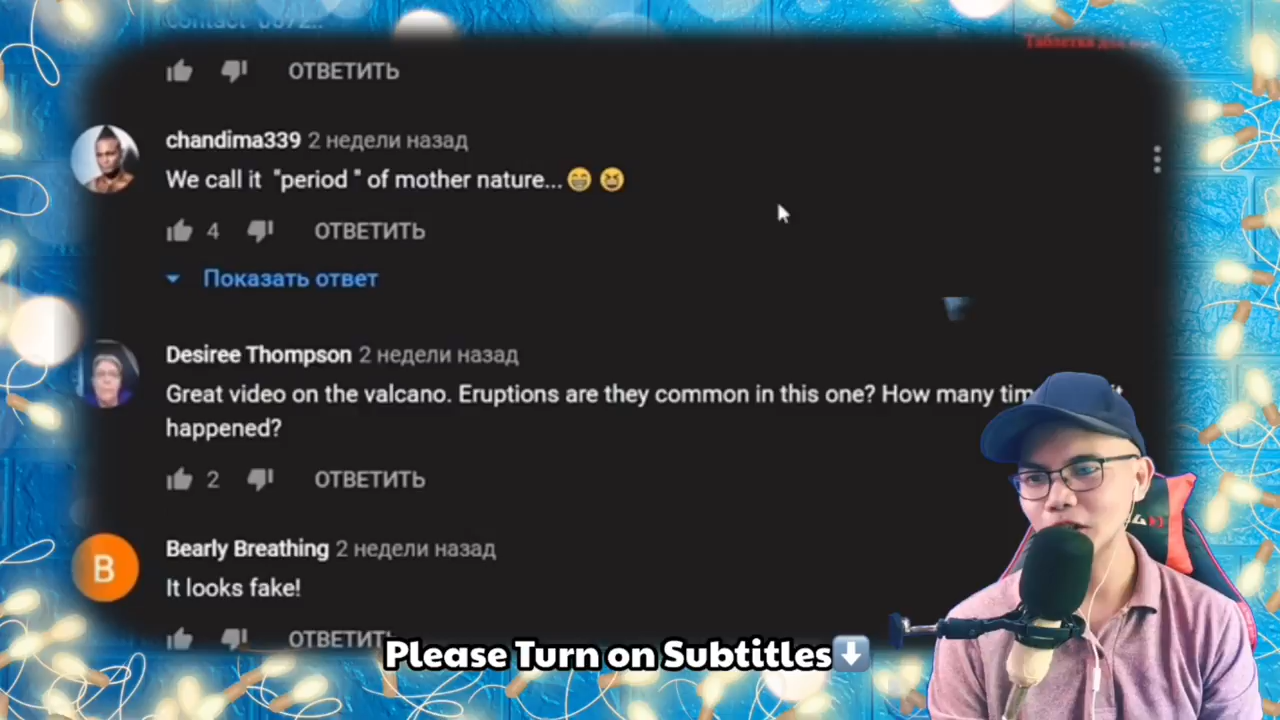 ОТВЕТИТЬ
chandima339 2 недели назад
We call it "period " of mother nature...😁 😆
4 ОТВЕТИТЬ
Показать ответ
Desiree Thompson 2 недели назад
Great video on the valcano. Eruptions are they common in this one? How many
happened?
2 ОТВЕТИТЬ
B
Bearly Breathing 2 недели назад
It looks fake!
ОТВЕТИТЬ
Please Turn on Subtitles⬇️